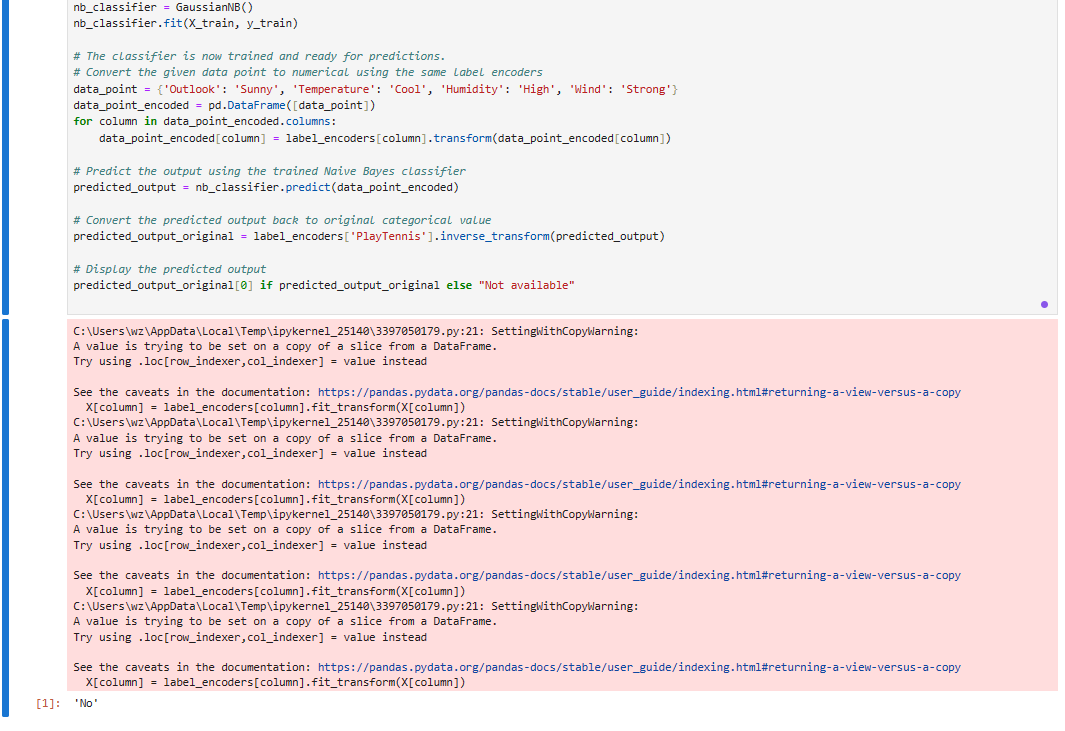 nb_classifier = GaussianNB()
nb_classifier.fit(X_train, y_train)
# The classifier is now trained and ready for predictions.
# Convert the given data point to numerical using the same label encoders
data_point = {'Outlook': 'Sunny', 'Temperature': 'Cool', 'Humidity': 'High', 'Wind': 'Strong'}
data_point_encoded = pd.DataFrame([data_point])
for column in data_point_encoded.columns:
    data_point_encoded[column] = label_encoders[column].transform(data_point_encoded[column])
# Predict the output using the trained Naive Bayes classifier
predicted_output = nb_classifier.predict(data_point_encoded)
# Convert the predicted output back to original categorical value
predicted_output_original = label_encoders['PlayTennis'].inverse_transform(predicted_output)
# Display the predicted output
predicted_output_original[0] if predicted_output_original else "Not available"
C:\Users\wz\AppData\Local\Temp\ipykernel_25140\3397050179.py:21: SettingWithCopyWarning:
A value is trying to be set on a copy of a slice from a DataFrame.
Try using .loc[row_indexer,col_indexer] = value instead
See the caveats in the documentation: https://pandas.pydata.org/pandas-docs/stable/user_guide/indexing.html#returning-a-view-versus-a-copy
  X[column] = label_encoders[column].fit_transform(X[column])
C:\Users\wz\AppData\Local\Temp\ipykernel_25140\3397050179.py:21: SettingWithCopyWarning:
A value is trying to be set on a copy of a slice from a DataFrame.
Try using .loc[row_indexer,col_indexer] = value instead
See the caveats in the documentation: https://pandas.pydata.org/pandas-docs/stable/user_guide/indexing.html#returning-a-view-versus-a-copy
  X[column] = label_encoders[column].fit_transform(X[column])
C:\Users\wz\AppData\Local\Temp\ipykernel_25140\3397050179.py:21: SettingWithCopyWarning:
A value is trying to be set on a copy of a slice from a DataFrame.
Try using .loc[row_indexer,col_indexer] = value instead
See the caveats in the documentation: https://pandas.pydata.org/pandas-docs/stable/user_guide/indexing.html#returning-a-view-versus-a-copy
  X[column] = label_encoders[column].fit_transform(X[column])
C:\Users\wz\AppData\Local\Temp\ipykernel_25140\3397050179.py:21: SettingWithCopyWarning:
A value is trying to be set on a copy of a slice from a DataFrame.
Try using .loc[row_indexer,col_indexer] = value instead
See the caveats in the documentation: https://pandas.pydata.org/pandas-docs/stable/user_guide/indexing.html#returning-a-view-versus-a-copy
  X[column] = label_encoders[column].fit_transform(X[column])
[1]: 'No'